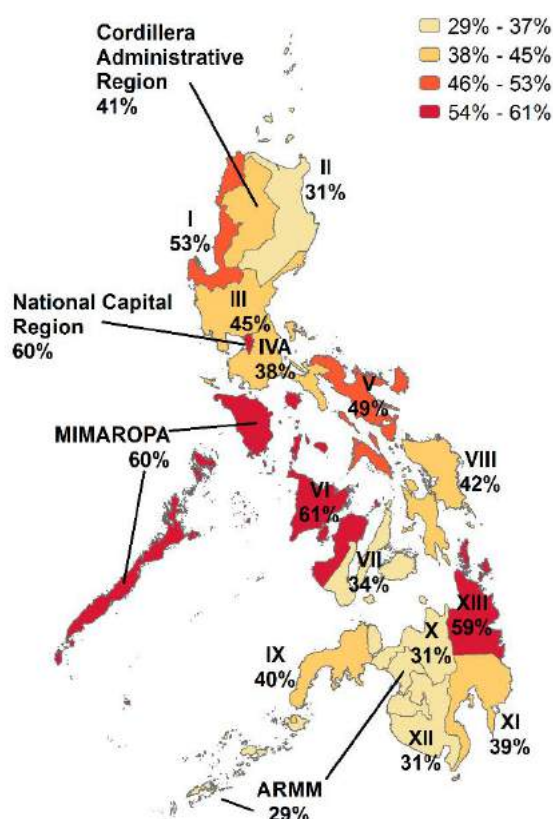 Cordillera
Administrative
Region
41%
29% - 37%
38% - 45%
46% - 53%
54% - 61%
II
31%
I
53%
National Capital
Region
60%
III
45%
IVA
38%
V
49%
MIMAROPA
60%
VIII
42%
VI
61%
VII
34%
XIII
59%
X
31%
IX
40%
XI
39%
XII
31%
ARMM
29%